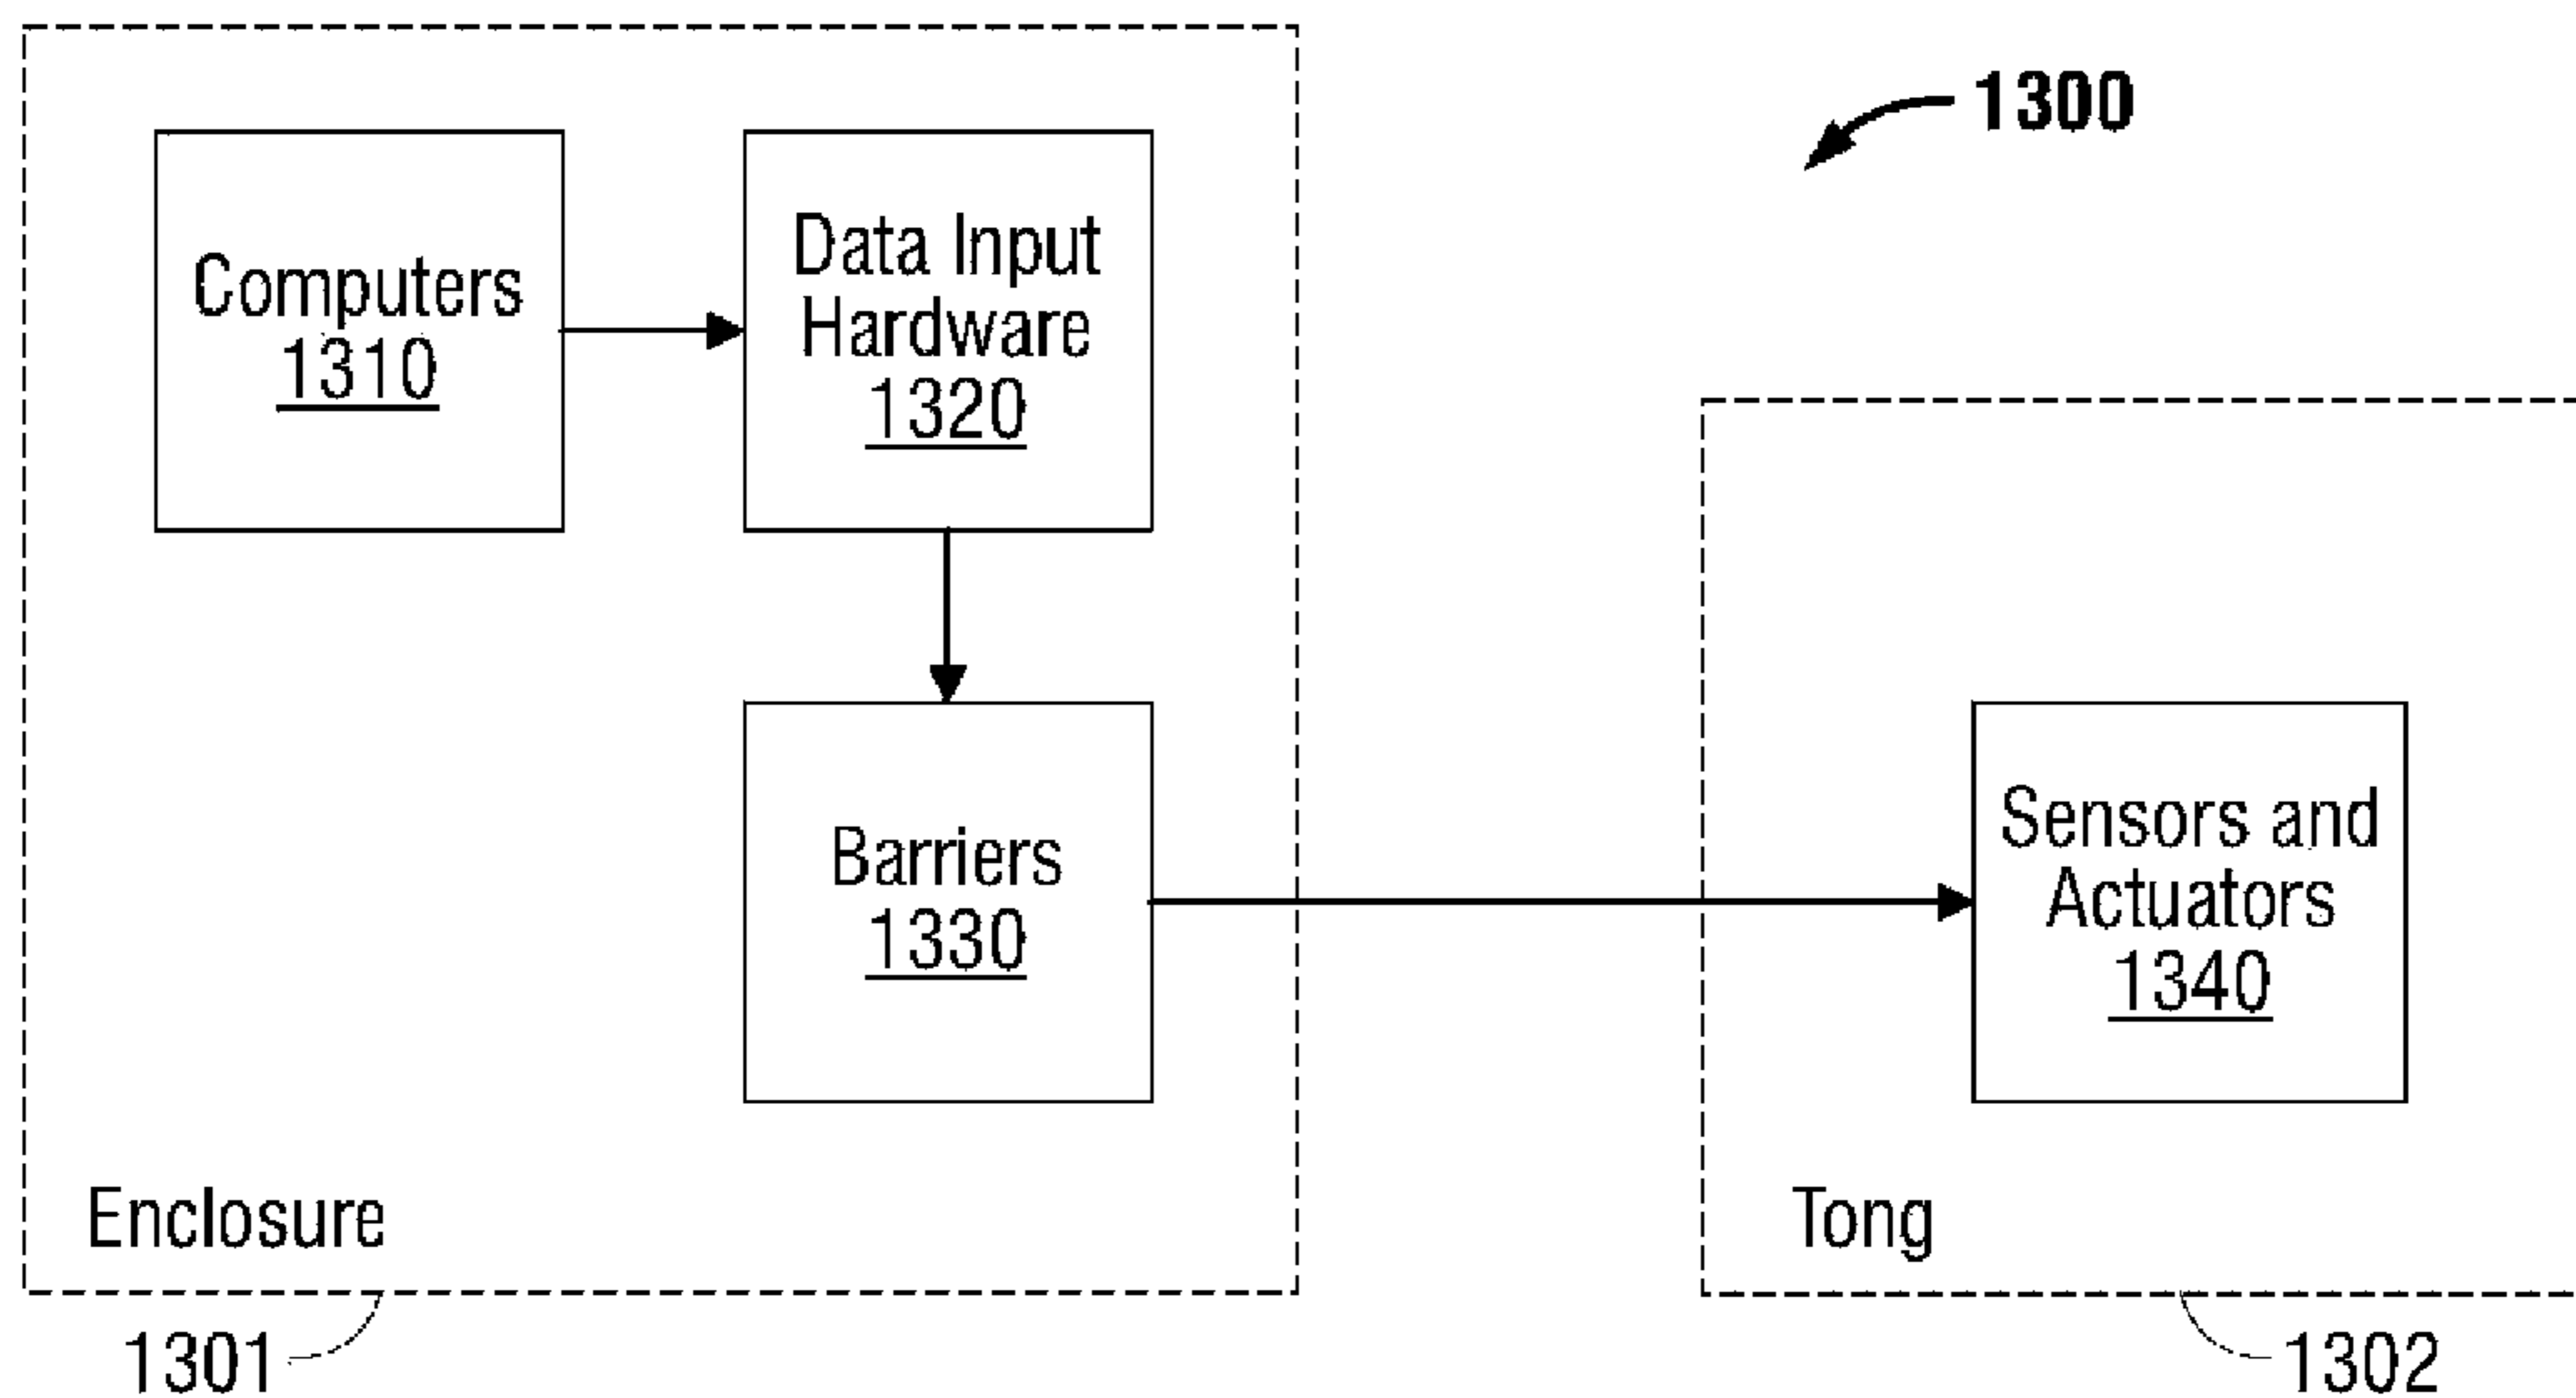 1300
Computers
1310
Data Input
Hardware
1320
Barriers
1330
Sensors and
Actuators
1340
Enclosure
Tong
1301
1302